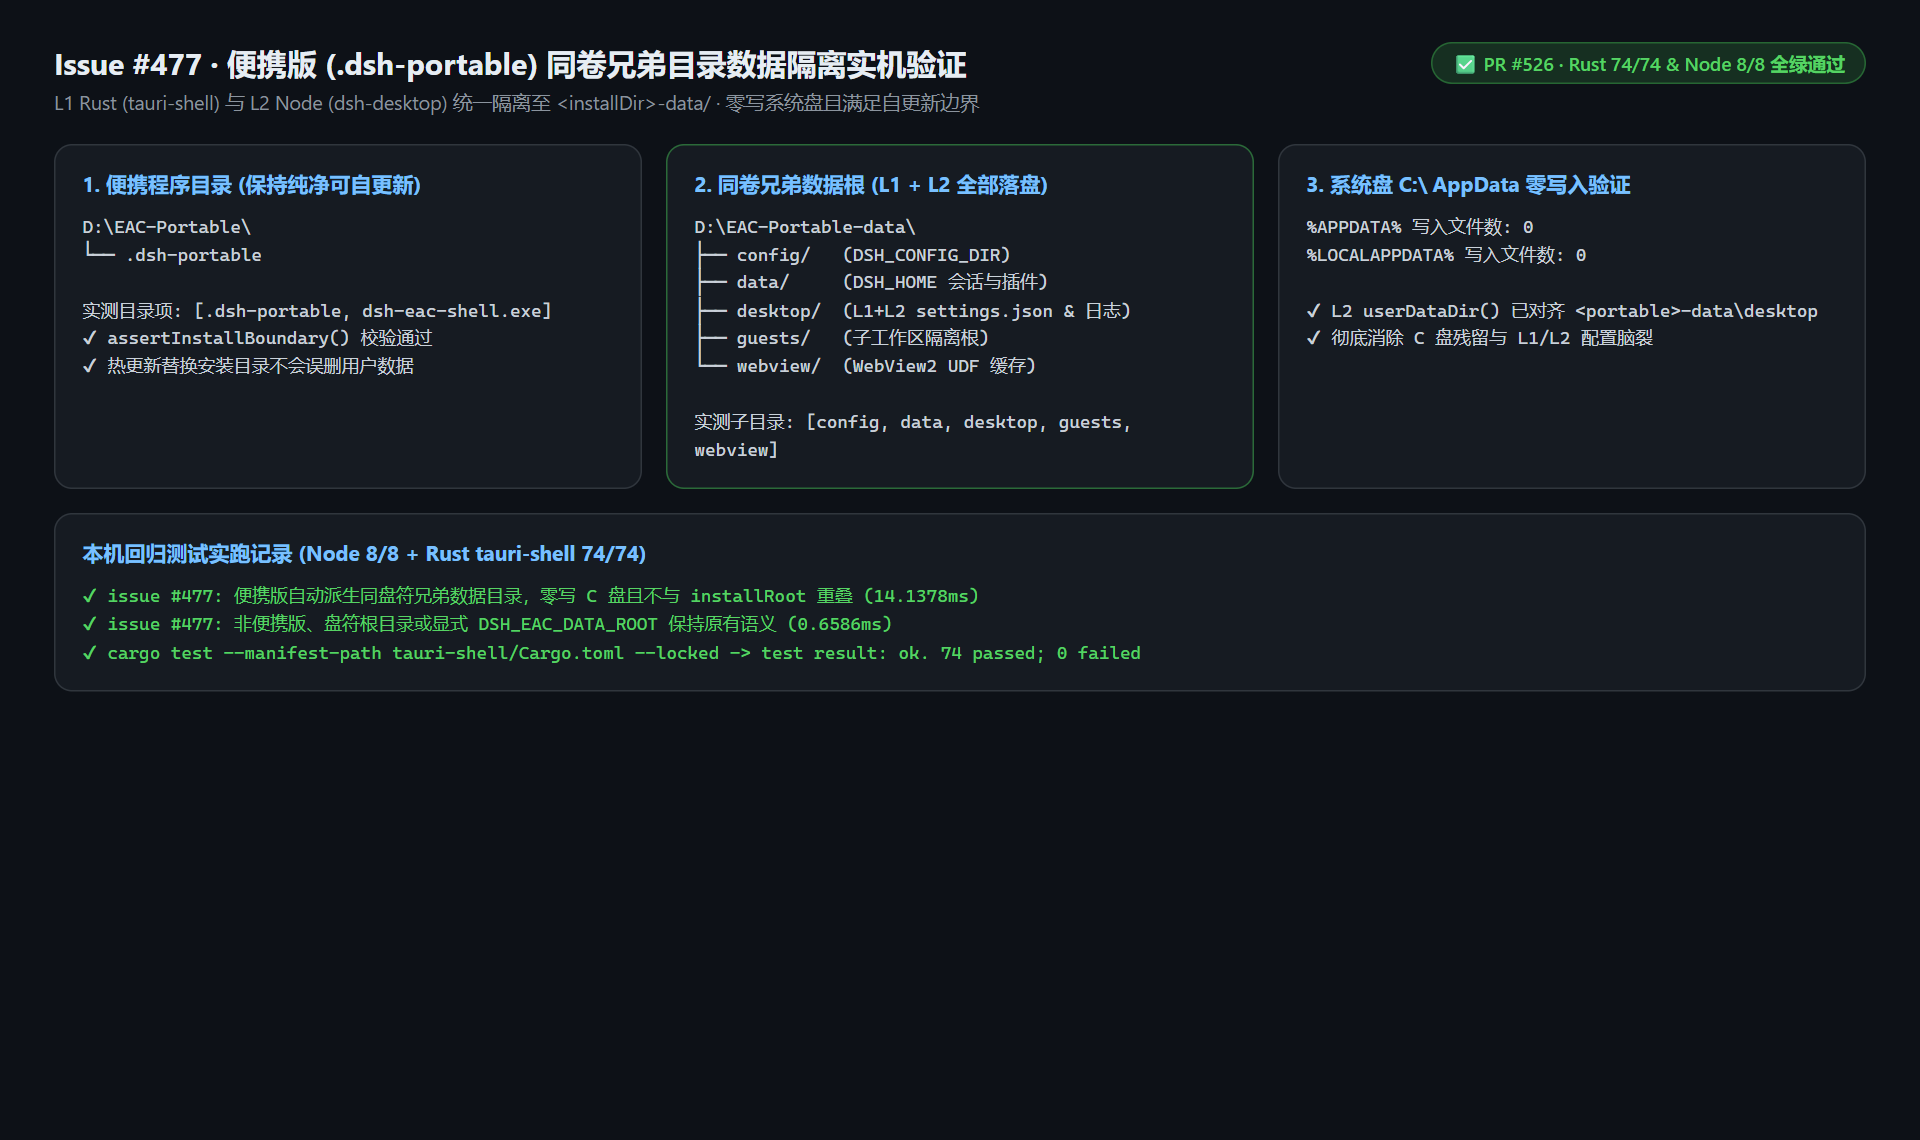 Issue #477 · 便携版 (.dsh-portable) 同卷兄弟目录数据隔离实机验证
✅ PR #526 · Rust 74/74 & Node 8/8 全绿通过
L1 Rust (tauri-shell) 与 L2 Node (dsh-desktop) 统一隔离至 <installDir>-data/ · 零写系统盘且满足自更新边界
1. 便携程序目录 (保持纯净可自更新)
D:\EAC-Portable\
└── .dsh-portable
实测目录项: [.dsh-portable, dsh-eac-shell.exe]
✓ assertInstallBoundary() 校验通过
✓ 热更新替换安装目录不会误删用户数据
2. 同卷兄弟数据根 (L1 + L2 全部落盘)
D:\EAC-Portable-data\
├── config/ (DSH_CONFIG_DIR)
├── data/ (DSH_HOME 会话与插件)
├── desktop/ (L1+L2 settings.json & 日志)
├── guests/ (子工作区隔离根)
└── webview/ (WebView2 UDF 缓存)
实测子目录: [config, data, desktop, guests,
webview]
3. 系统盘 C:\ AppData 零写入验证
%APPDATA% 写入文件数: 0
%LOCALAPPDATA% 写入文件数: 0
✓ L2 userDataDir() 已对齐 <portable>-data\desktop
✓ 彻底消除 C 盘残留与 L1/L2 配置脑裂
本机回归测试实跑记录 (Node 8/8 + Rust tauri-shell 74/74)
✓ issue #477: 便携版自动派生同盘符兄弟数据目录，零写 C 盘且不与 installRoot 重叠 (14.1378ms)
✓ issue #477: 非便携版、盘符根目录或显式 DSH_EAC_DATA_ROOT 保持原有语义 (0.6586ms)
✓ cargo test --manifest-path tauri-shell/Cargo.toml --locked -> test result: ok. 74 passed; 0 failed